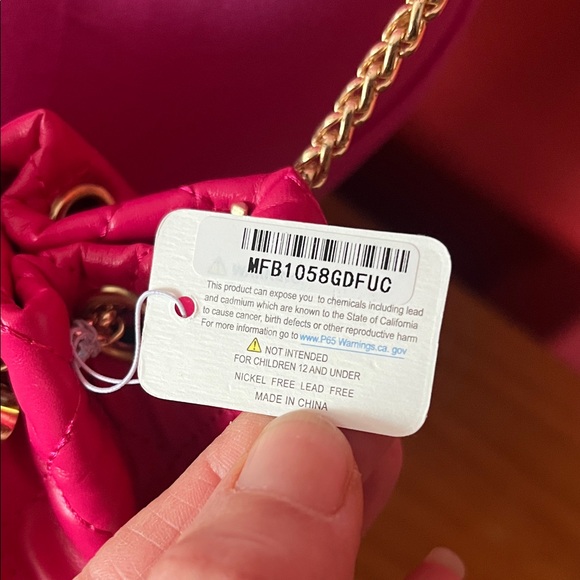 MFB1058GDFUC
This product can expose you to chemicals including lead
and cadmium which are known to the State of California
to cause cancer, birth defects or other reproductive harm
For more information go to www.P65 Warnings.ca. gov
NOT INTENDED
FOR CHILDREN 12 AND UNDER
NICKEL FREE LEAD FREE
MADE IN CHINA